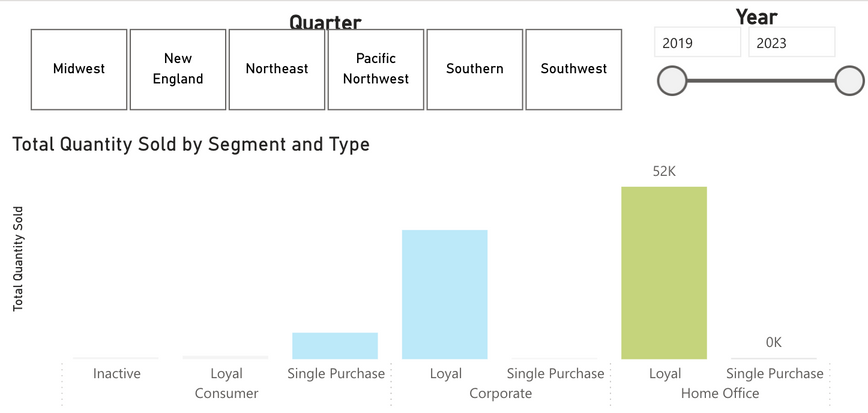 Quarter
Year
Midwest
New
England
Northeast
Pacific
Northwest
Southern
Southwest
2019
2023
Total Quantity Sold by Segment and Type
Total Quantity Sold
52K
0K
Inactive
Loyal
Single Purchase
Loyal
Single Purchase
Loyal
Single Purchase
Consumer
Corporate
Home Office